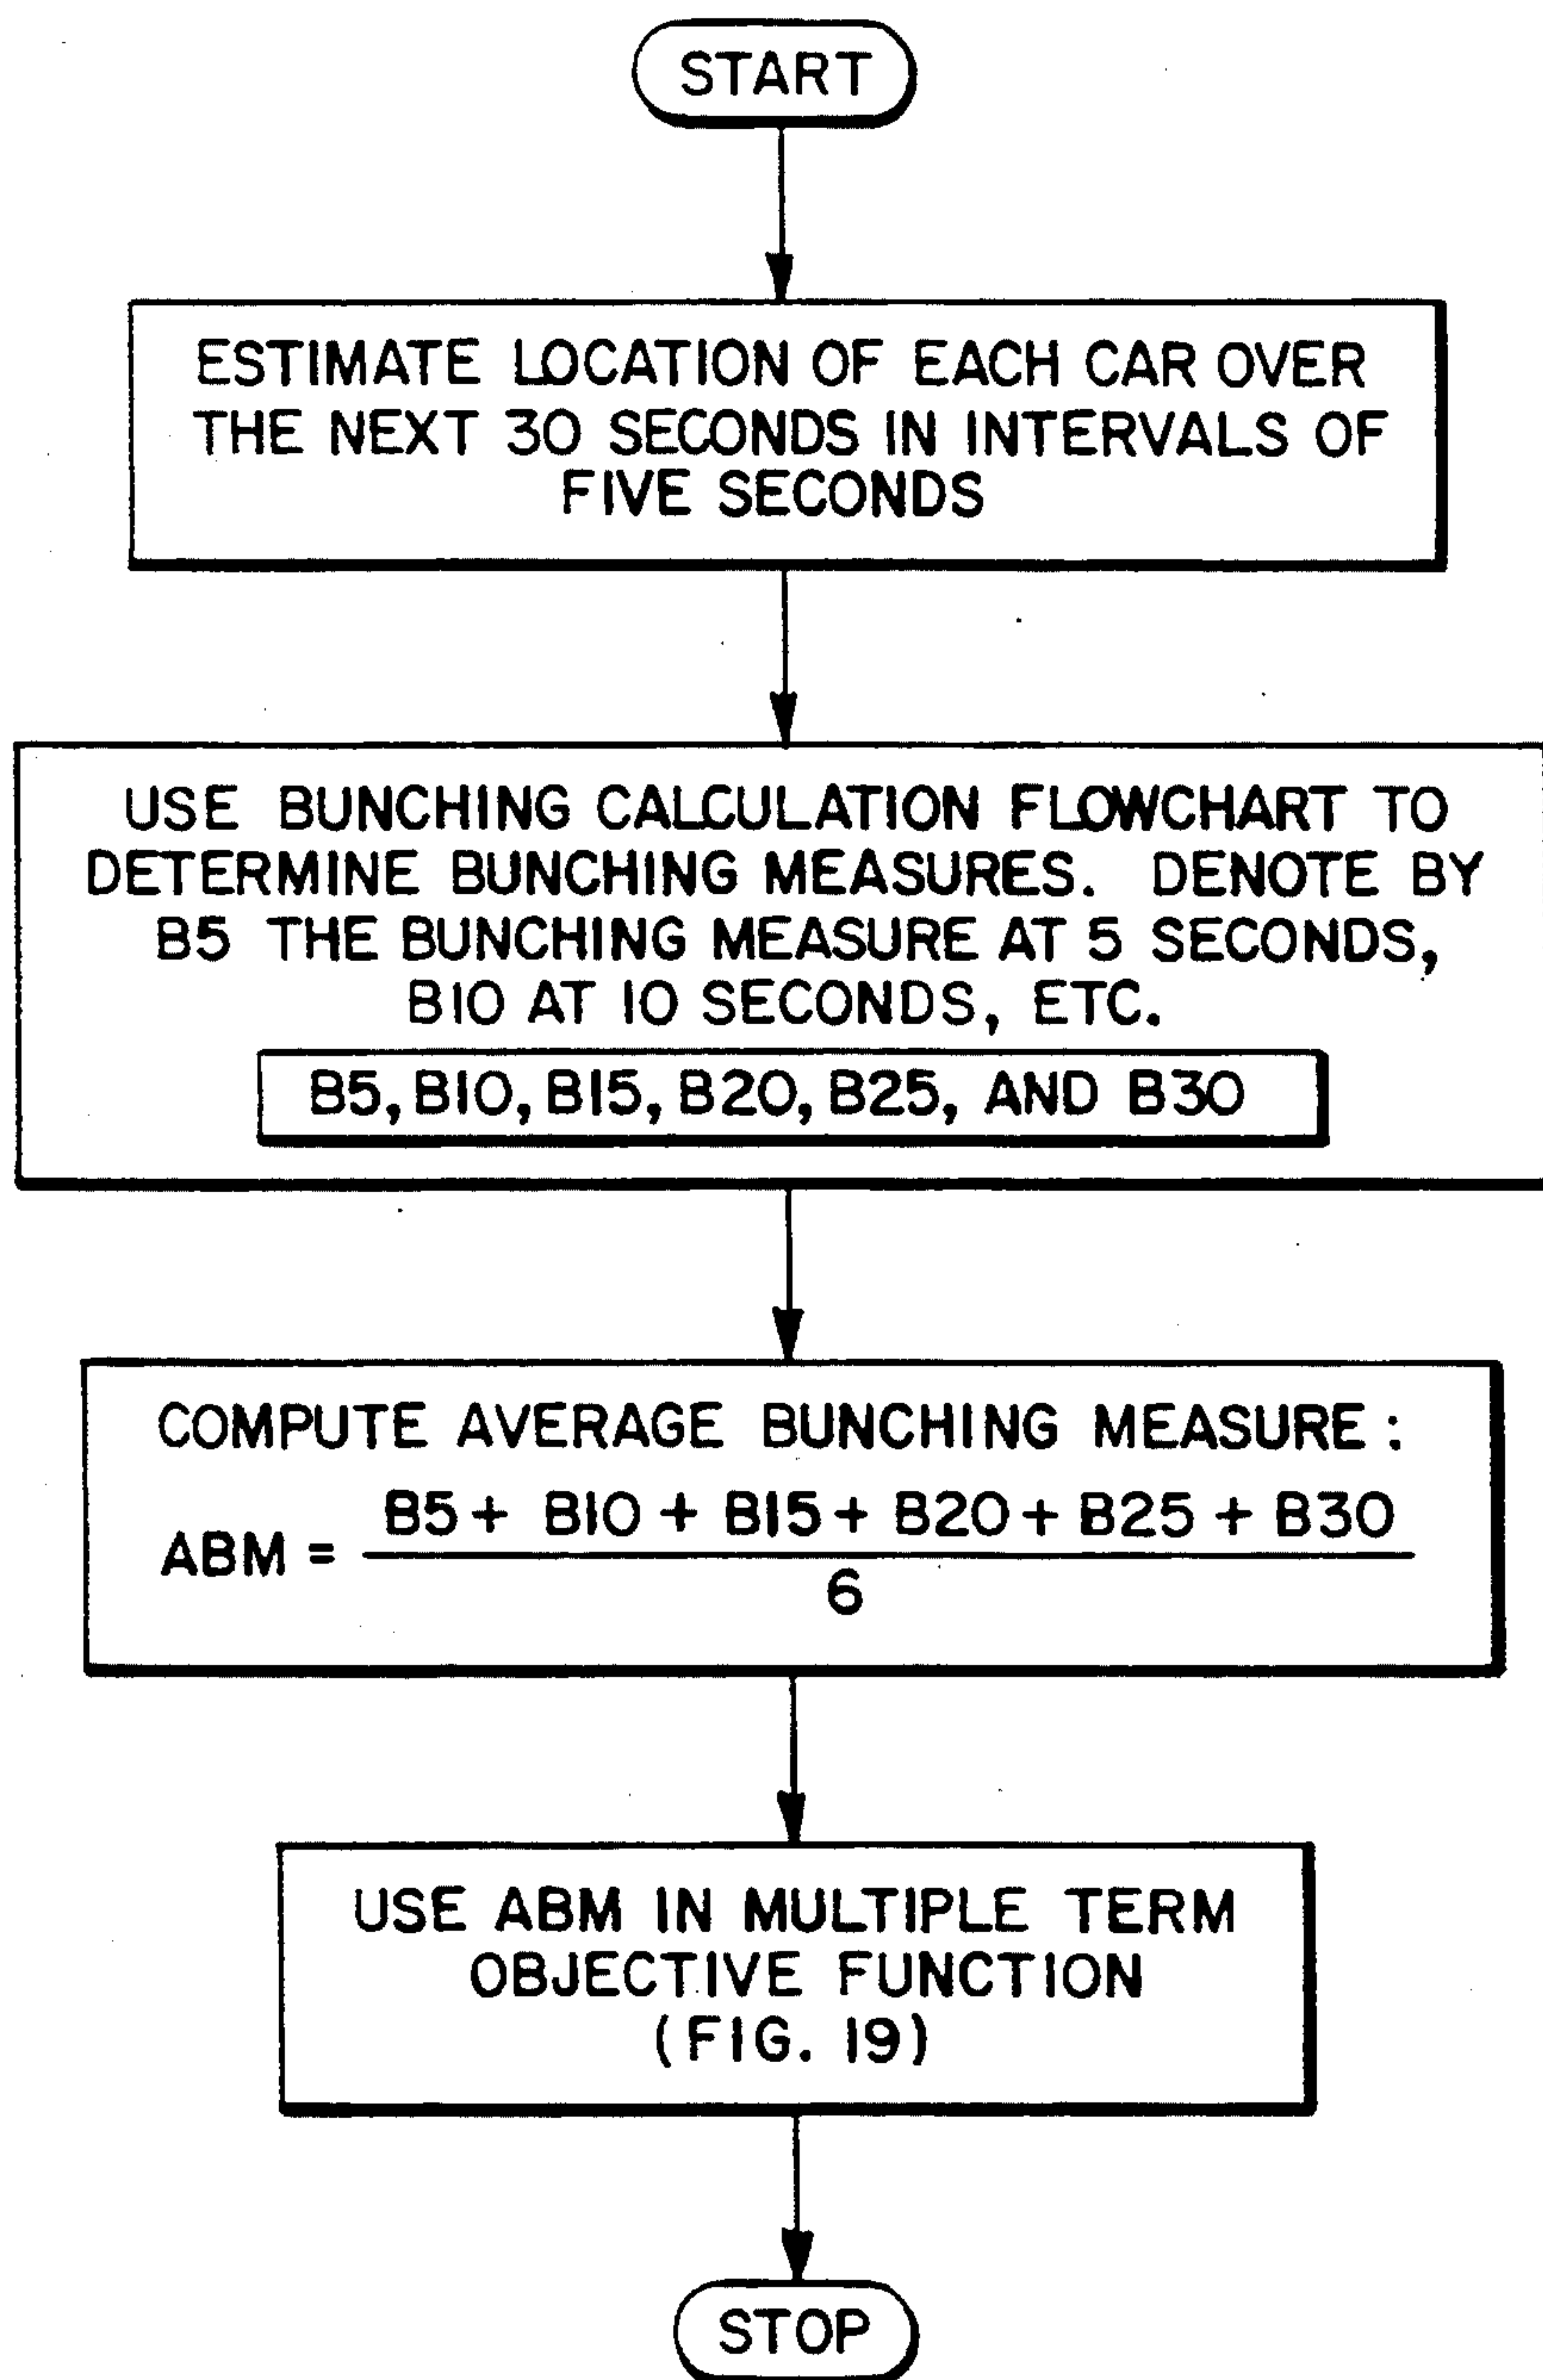 START
ESTIMATE LOCATION OF EACH CAR OVER
THE NEXT 30 SECONDS IN INTERVALS OF
FIVE SECONDS
USE BUNCHING CALCULATION FLOWCHART TO
DETERMINE BUNCHING MEASURES. DENOTE BY
B5 THE BUNCHING MEASURE AT 5 SECONDS,
B10 AT 10 SECONDS, ETC.
B5, B10, B15, B20, B25, AND B30
COMPUTE AVERAGE BUNCHING MEASURE:
B5 + B10 + B15 + B20 + B25 + B30
ABM =
6
USE ABM IN MULTIPLE TERM
OBJECTIVE FUNCTION
(FIG. 19)
STOP